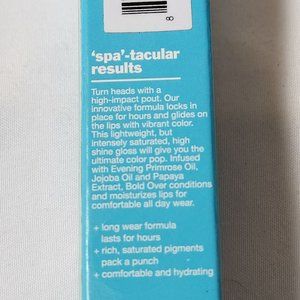 8
'spa'-tacular
results
Turn heads with a
high-impact pout. Our
innovative formula locks in
place for hours and glides on
the lips with vibrant color.
This lightweight, but
intensely saturated, high
shine gloss will give you the
ultimate color pop. Infused
with Evening Primrose Oil,
Jojoba Oil and Papaya
Extract, Bold Over conditions
and moisturizes lips for
comfortable all day wear.
+ long wear formula
lasts for hours
+ rich, saturated pigments
pack a punch
+ comfortable and hydrating